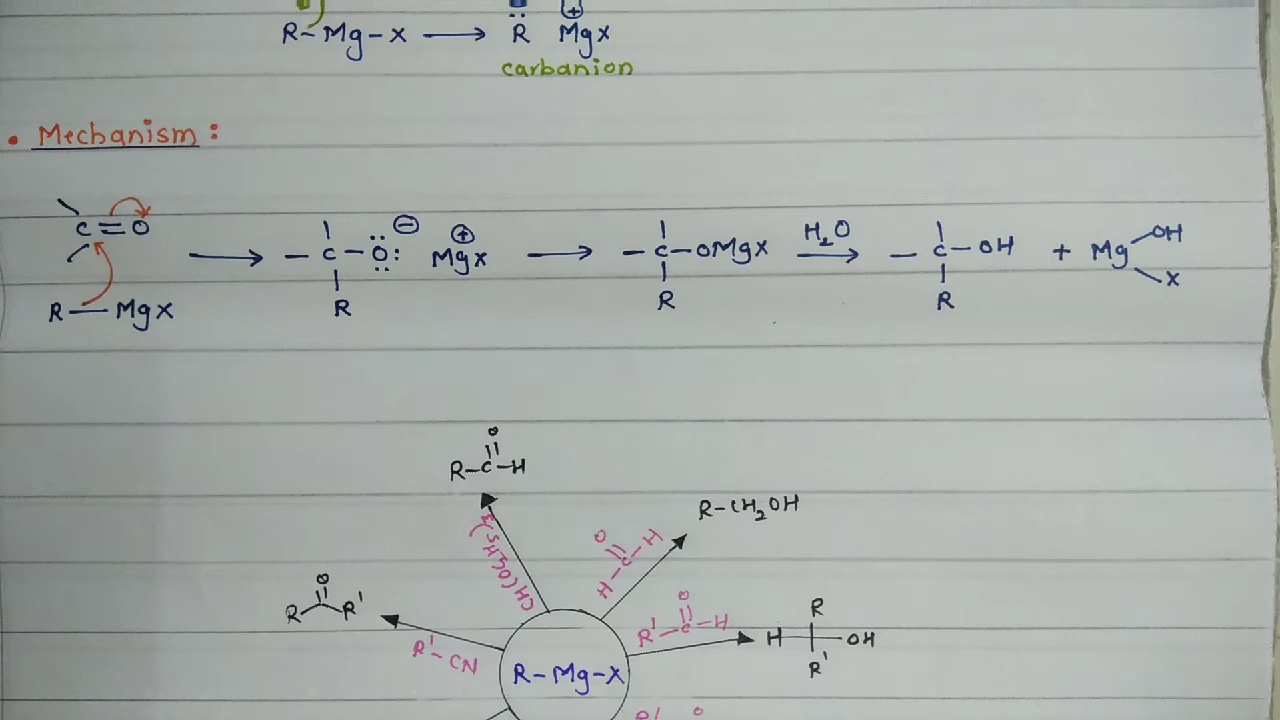 R-Mg-X ⟶ R̈ Mgx ⊕
carbanion
• Mechanism:
C=O
R—Mgx
⟶ —C—Ö: ⊖ Mgx ⊕ ⟶ —C—OMgx H₂O ⟶ —C—OH + Mg OH X
R R R
O
R-C-H
CH(OC₂H₅)₃
R-CH₂OH
O
H-C-H
O
R R'
R'-CN
O
R'-C-H
R
H OH
R'
R-Mg-X
R' O